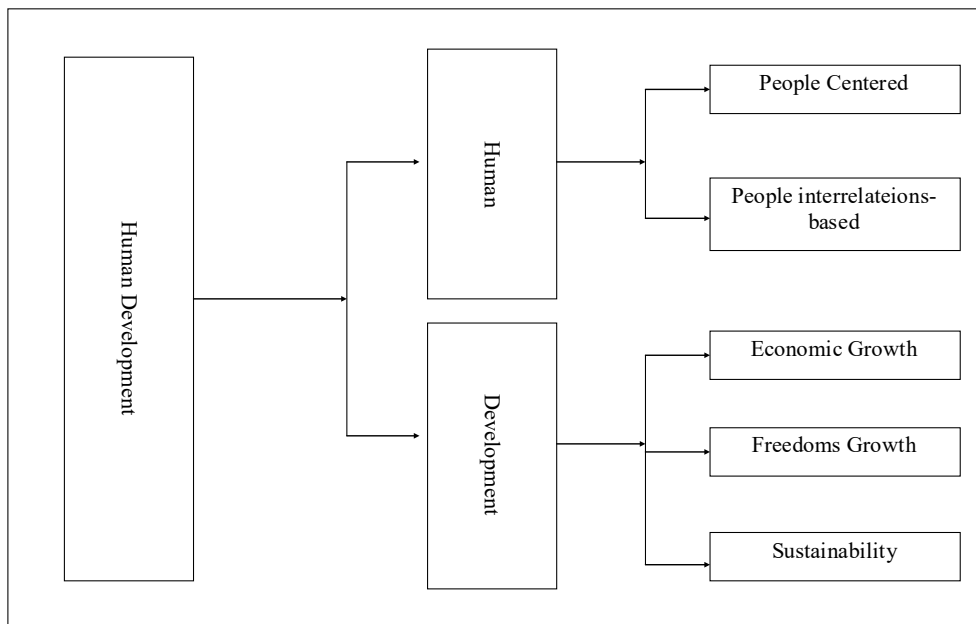 Human Development
Human
People Centered
People interrelateions-
based
Development
Economic Growth
Freedoms Growth
Sustainability